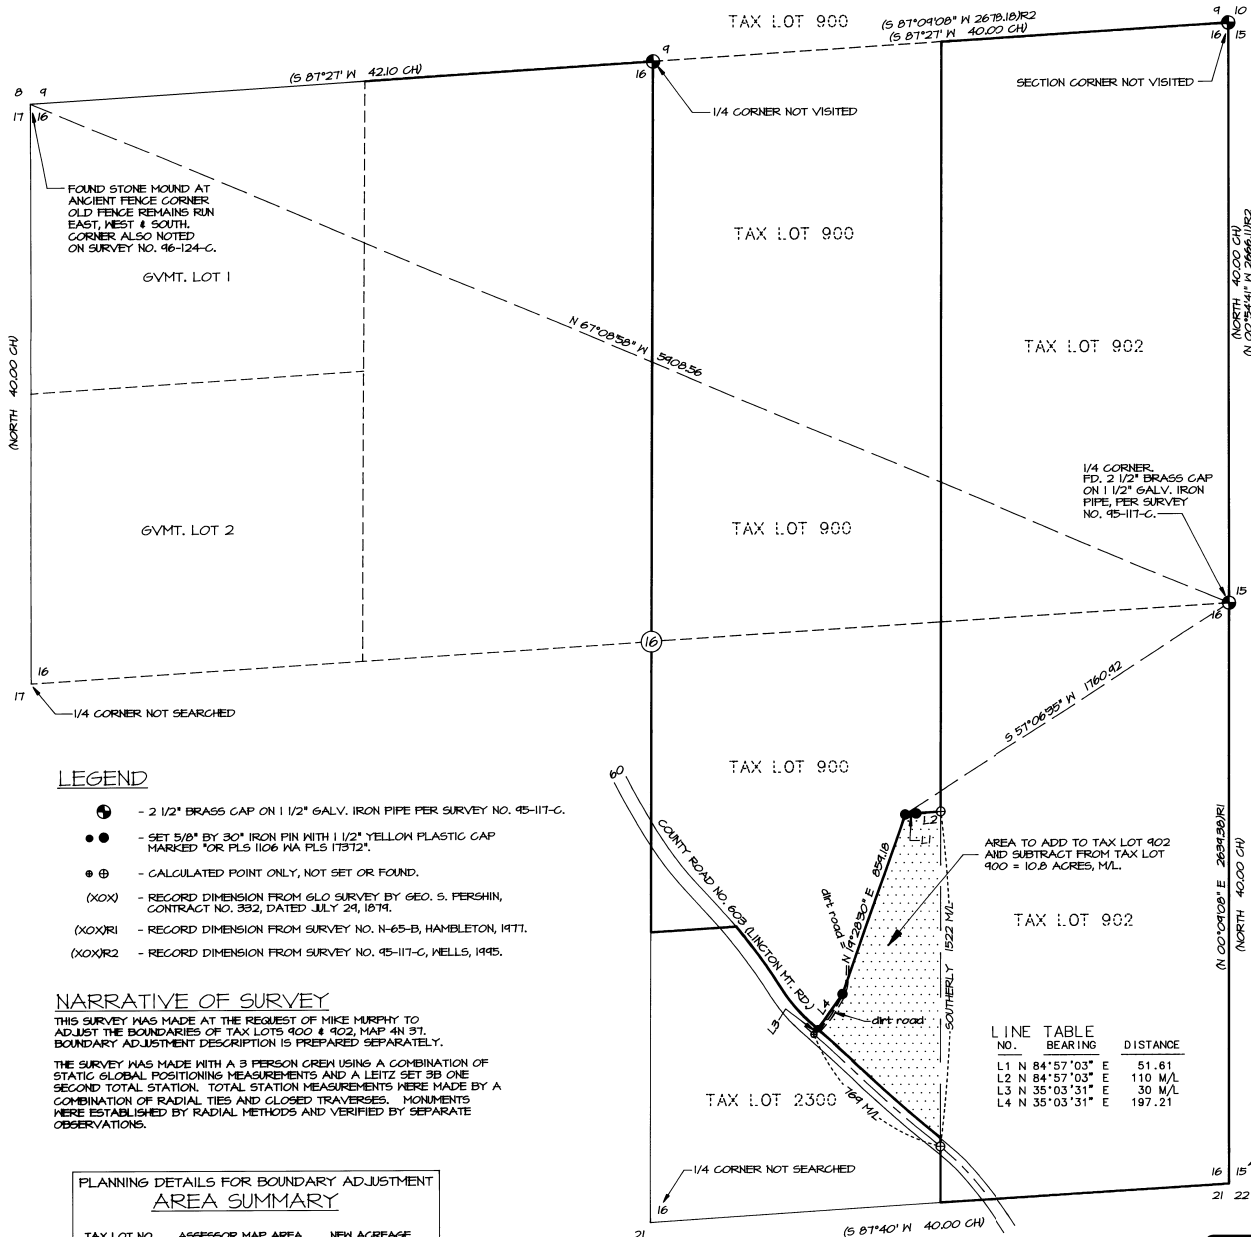 TAX LOT 900
(S 87°09'08" W 2678.18)R2
(S 87°27' W 40.00 CH)
9 10
16 15
(S 87°27' W 42.10 CH)
9
16
SECTION CORNER NOT VISITED
8 9
17 16
1/4 CORNER NOT VISITED
FOUND STONE MOUND AT
ANCIENT FENCE CORNER
OLD FENCE REMAINS RUN
EAST, WEST & SOUTH.
CORNER ALSO NOTED
ON SURVEY NO. 96-124-C.
GVMT. LOT 1
TAX LOT 900
(NORTH 40.00 CH)
(N 00°54'41" W 2666.11)R2
N 67°08'58" W 5908.56
TAX LOT 902
(NORTH 40.00 CH)
1/4 CORNER.
FD. 2 1/2" BRASS CAP
ON 1 1/2" GALV. IRON
PIPE, PER SURVEY
NO. 95-117-C.
GVMT. LOT 2
TAX LOT 900
15
16
16
16
17
1/4 CORNER NOT SEARCHED
S 57°06'35" W 1760.92
LEGEND
- 2 1/2" BRASS CAP ON 1 1/2" GALV. IRON PIPE PER SURVEY NO. 95-117-C.
- SET 5/8" BY 30" IRON PIN WITH 1 1/2" YELLOW PLASTIC CAP
MARKED "OR PLS 1106 WA PLS 17372".
- CALCULATED POINT ONLY, NOT SET OR FOUND.
(XOX) - RECORD DIMENSION FROM GLO SURVEY BY GEO. S. PERSHIN,
CONTRACT NO. 332, DATED JULY 29, 1879.
(XOX)R1 - RECORD DIMENSION FROM SURVEY NO. N-65-B, HAMBLETON, 1977.
(XOX)R2 - RECORD DIMENSION FROM SURVEY NO. 95-117-C, WELLS, 1995.
TAX LOT 900
60
COUNTY ROAD NO. 603 (LINCTON MT. RD.)
L2
L1
AREA TO ADD TO TAX LOT 902
AND SUBTRACT FROM TAX LOT
900 = 10.8 ACRES, M/L.
dirt road
N 19°28'30" E 859.18
SOUTHERLY 1522 M/L
TAX LOT 902
(N 00°09'08" E 2639.38)R1
(NORTH 40.00 CH)
L4
dirt road
L3
NARRATIVE OF SURVEY
THIS SURVEY WAS MADE AT THE REQUEST OF MIKE MURPHY TO
ADJUST THE BOUNDARIES OF TAX LOTS 900 & 902, MAP 4N 37.
BOUNDARY ADJUSTMENT DESCRIPTION IS PREPARED SEPARATELY.
THE SURVEY WAS MADE WITH A 3 PERSON CREW USING A COMBINATION OF
STATIC GLOBAL POSITIONING MEASUREMENTS AND A LEITZ SET 3B ONE
SECOND TOTAL STATION. TOTAL STATION MEASUREMENTS WERE MADE BY A
COMBINATION OF RADIAL TIES AND CLOSED TRAVERSES. MONUMENTS
WERE ESTABLISHED BY RADIAL METHODS AND VERIFIED BY SEPARATE
OBSERVATIONS.
LINE TABLE
NO. BEARING DISTANCE
L1 N 84°57'03" E 51.61
L2 N 84°57'03" E 110 M/L
L3 N 35°03'31" E 30 M/L
L4 N 35°03'31" E 197.21
TAX LOT 2300
769 M/L
1/4 CORNER NOT SEARCHED
16
21
16 15
21 22
(S 87°40' W 40.00 CH)
PLANNING DETAILS FOR BOUNDARY ADJUSTMENT
AREA SUMMARY
TAX LOT NO. ASSESSOR MAP AREA NEW ACREAGE